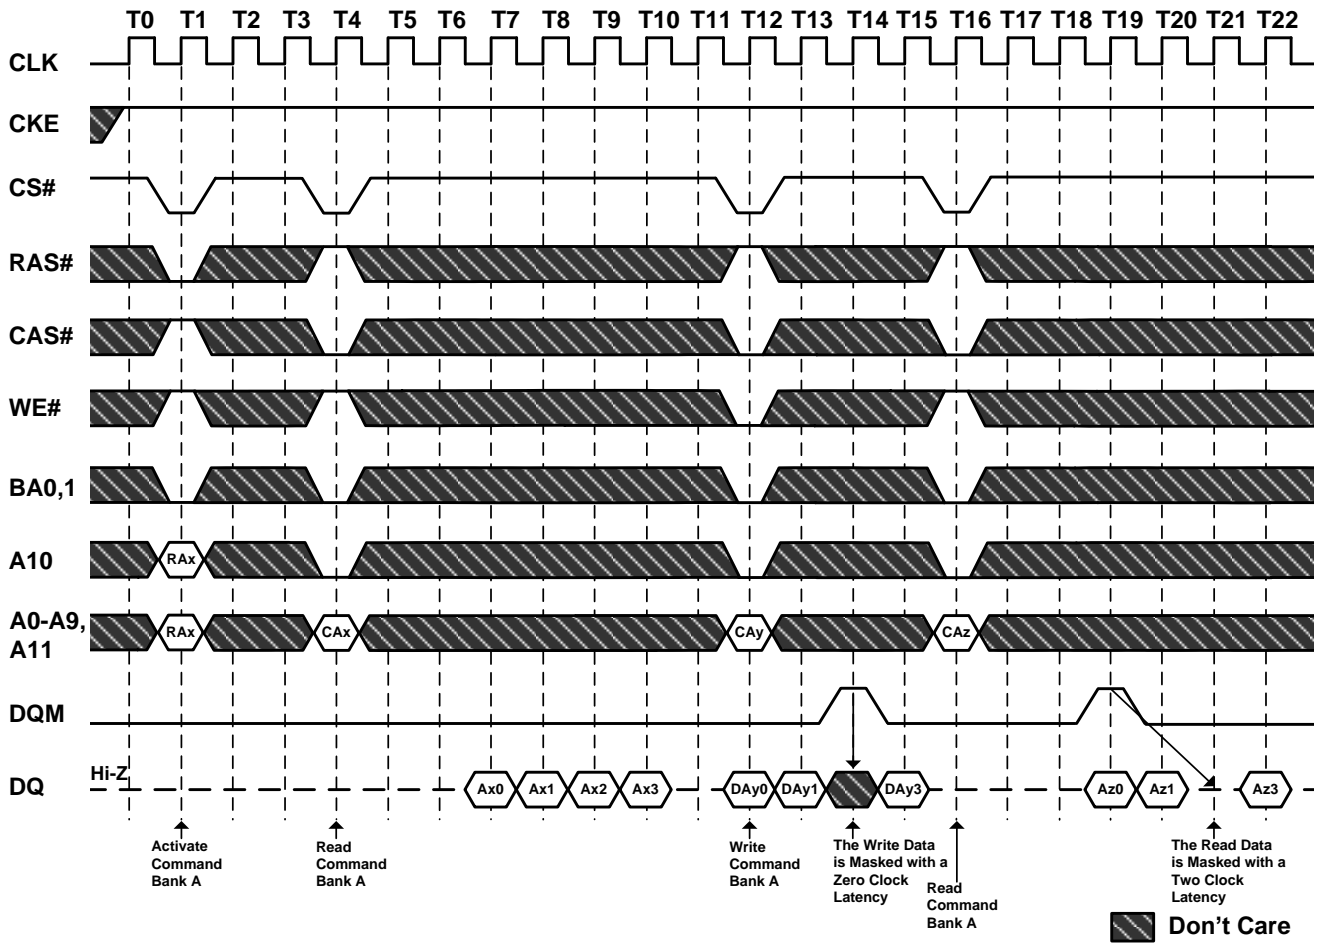 T0 T1 T2 T3 T4 T5 T6 T7 T8 T9 T10 T11 T12 T13 T14 T15 T16 T17 T18 T19 T20 T21 T22
CLK
CKE
CS#
RAS#
CAS#
WE#
BA0,1
A10 RAx
A0-A9,
A11
RAx CAx CAy CAz
DQM
DQ
Hi-Z
Ax0 Ax1 Ax2 Ax3 DAy0 DAy1 DAy3 Az0 Az1 Az3
Activate
Command
Bank A
Read
Command
Bank A
Write
Command
Bank A
The Write Data
is Masked with a
Zero Clock
Latency
Read
Command
Bank A
The Read Data
is Masked with a
Two Clock
Latency
Don't Care